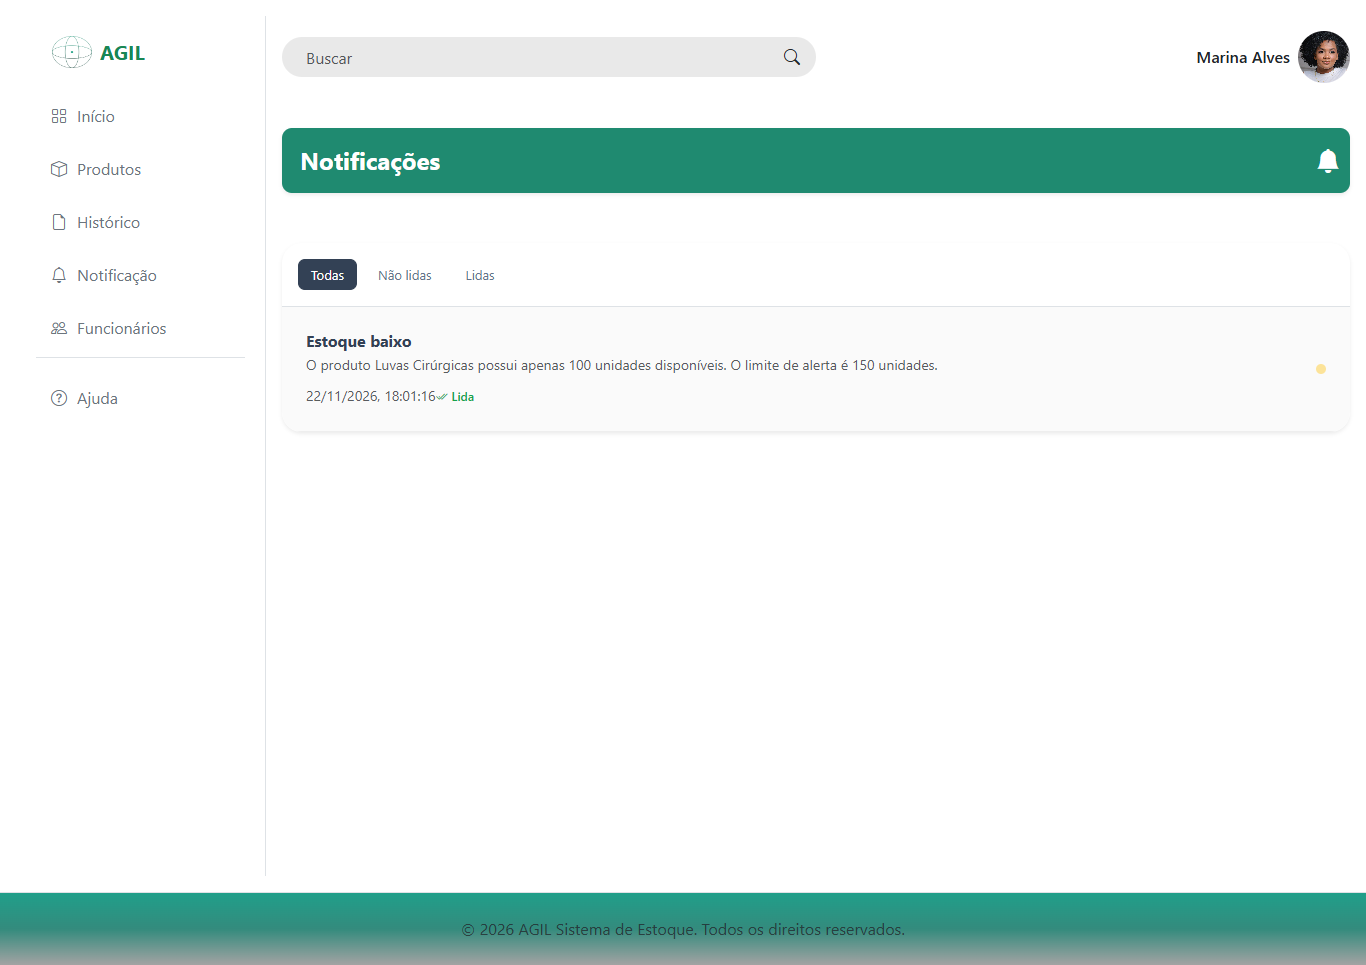 AGIL
Buscar
Marina Alves
Início
Produtos
Histórico
Notificação
Funcionários
Ajuda
Notificações
Todas Não lidas Lidas
Estoque baixo
O produto Luvas Cirúrgicas possui apenas 100 unidades disponíveis. O limite de alerta é 150 unidades.
22/11/2026, 18:01:16 Lida
© 2026 AGIL Sistema de Estoque. Todos os direitos reservados.